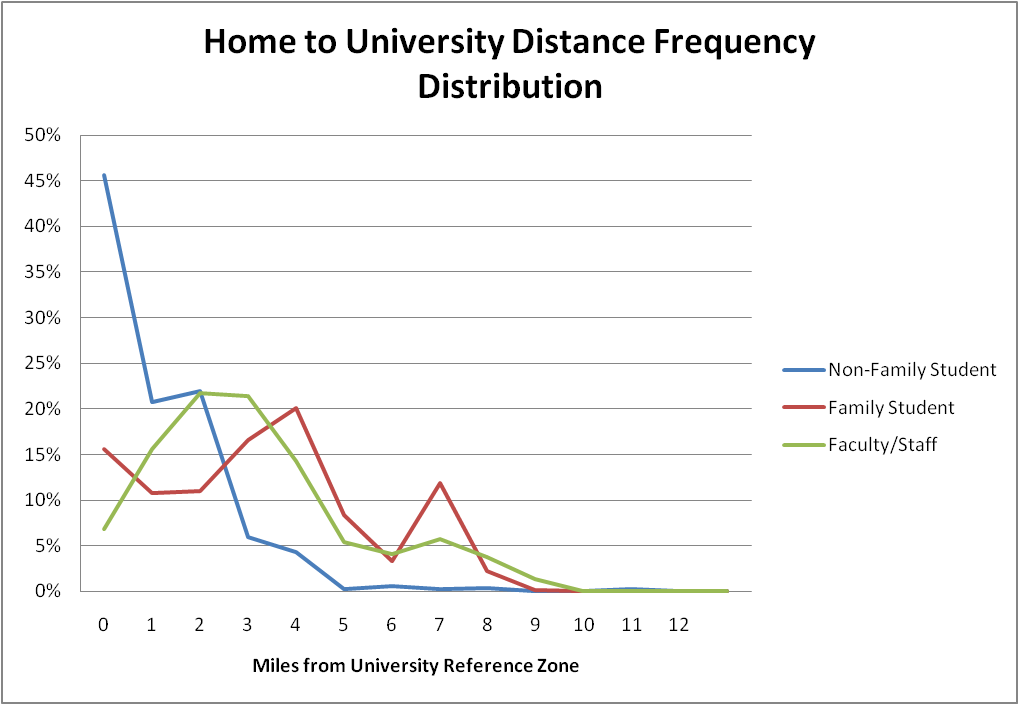 Home to University Distance Frequency
Distribution
50%
45%
40%
35%
30%
25%
20%
15%
10%
5%
0%
0 1 2 3 4 5 6 7 8 9 10 11 12
Miles from University Reference Zone
Non-Family Student
Family Student
Faculty/Staff